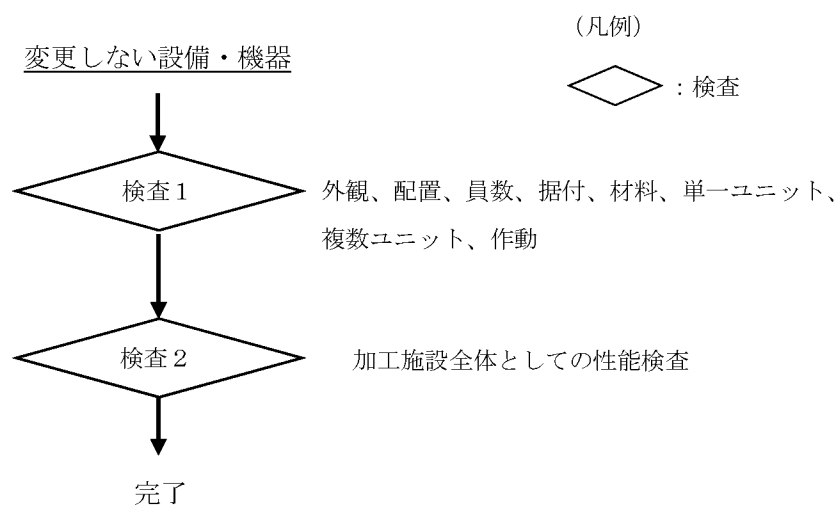 (凡例)
変更しない設備・機器
:検査
検査1
外観、配置、員数、据付、材料、単一ユニット、
複数ユニット、作動
検査2
加工施設全体としての性能検査
完了